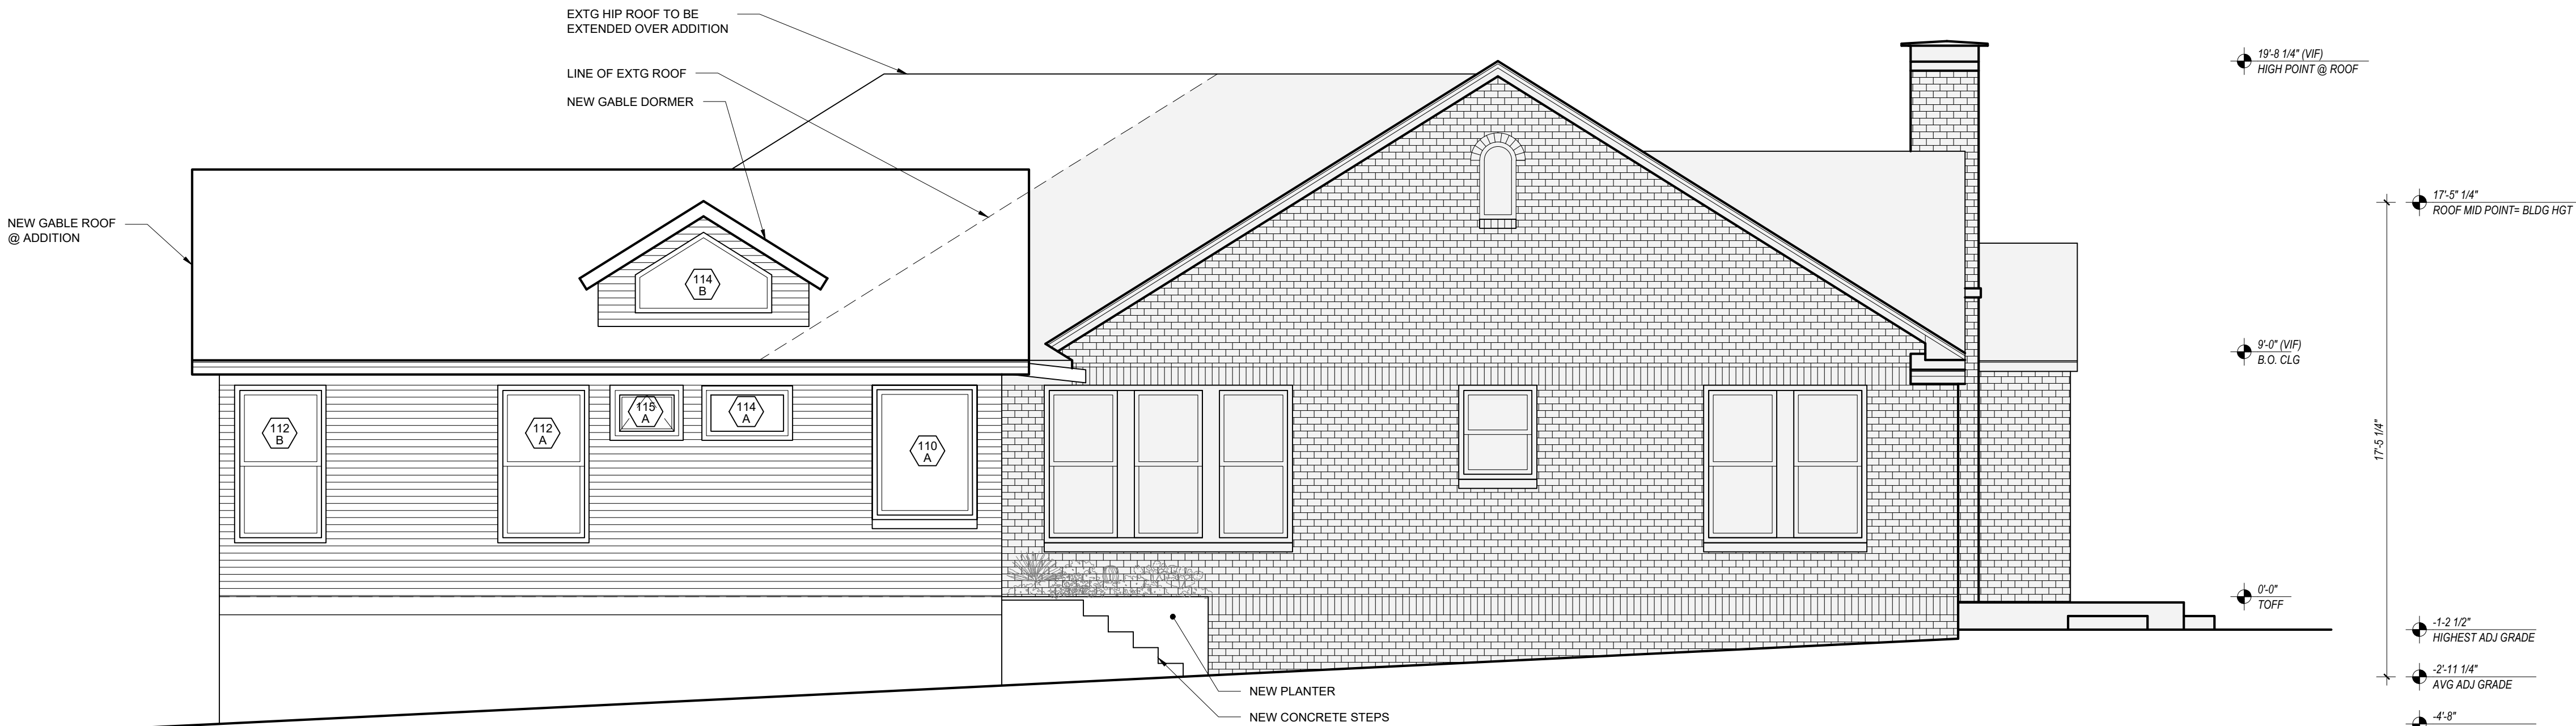 EXTG HIP ROOF TO BE
EXTENDED OVER ADDITION
LINE OF EXTG ROOF
NEW GABLE DORMER
NEW GABLE ROOF
@ ADDITION
114
B
112
B
112
A
115
A
114
A
110
A
NEW PLANTER
NEW CONCRETE STEPS
19'-8 1/4" (VIF)
HIGH POINT @ ROOF
17'-5" 1/4"
ROOF MID POINT= BLDG HGT
9'-0" (VIF)
B.O. CLG
17'-5 1/4"
0'-0"
TOFF
-1-2 1/2"
HIGHEST ADJ GRADE
-2'-11 1/4"
AVG ADJ GRADE
-4'-8"